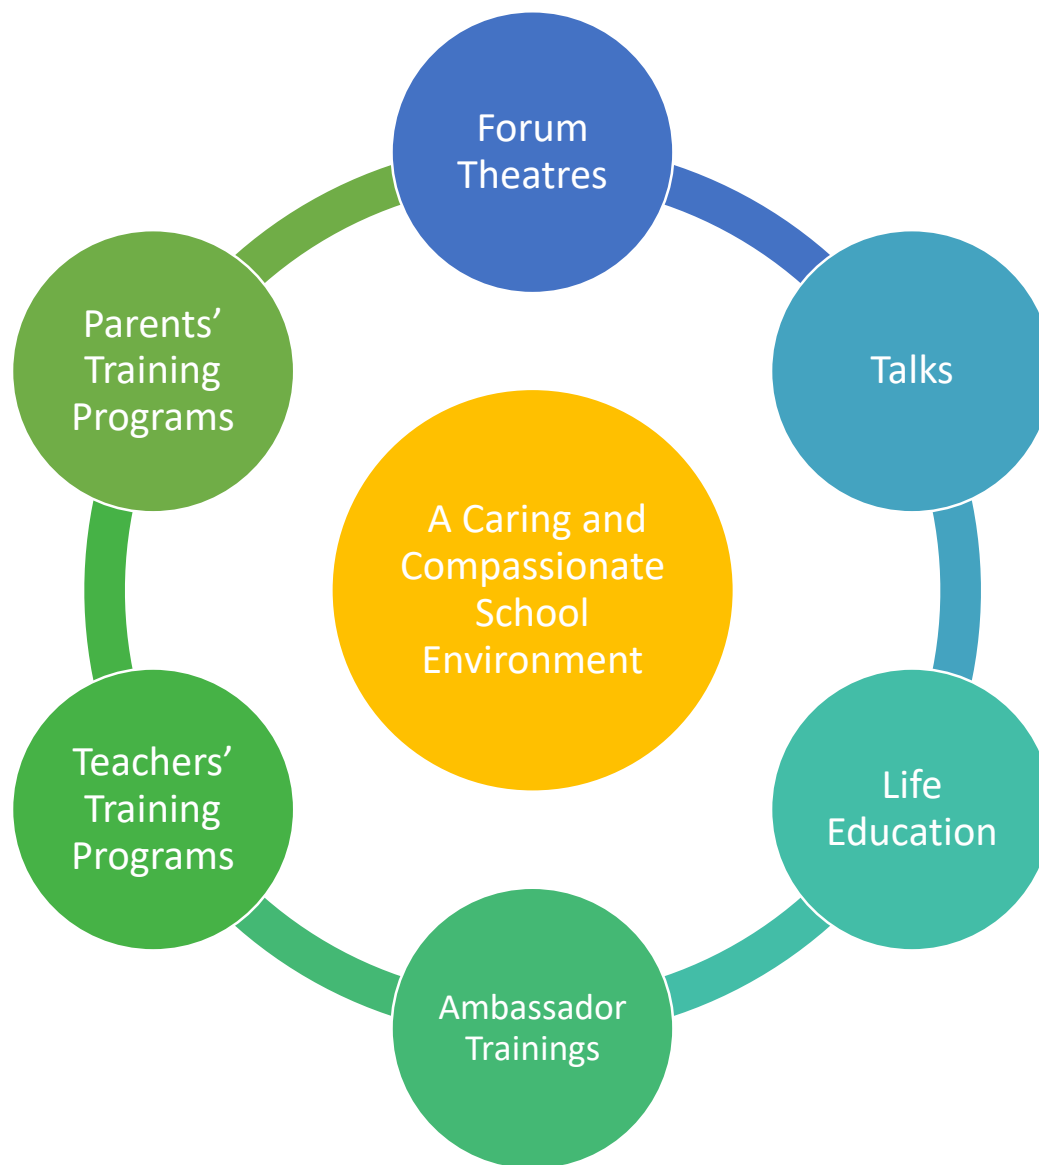 Forum
Theatres
Talks
Life
Education
Ambassador
Trainings
Teachers’
Training
Programs
Parents’
Training
Programs
A Caring and
Compassionate
School
Environment